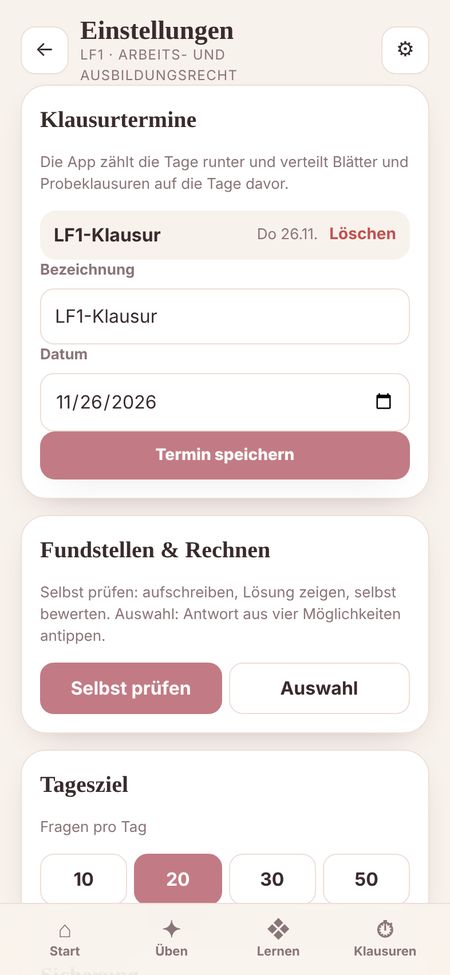 Einstellungen
LF1 · ARBEITS- UND
AUSBILDUNGSRECHT
Klausurtermine
Die App zählt die Tage runter und verteilt Blätter und
Probeklausuren auf die Tage davor.
LF1-Klausur Do 26.11. Löschen
Bezeichnung
LF1-Klausur
Datum
11/26/2026
Termin speichern
Fundstellen & Rechnen
Selbst prüfen: aufschreiben, Lösung zeigen, selbst
bewerten. Auswahl: Antwort aus vier Möglichkeiten
antippen.
Selbst prüfen Auswahl
Tagesziel
Fragen pro Tag
10 20 30 50
Start Üben Lernen Klausuren
Sicherung